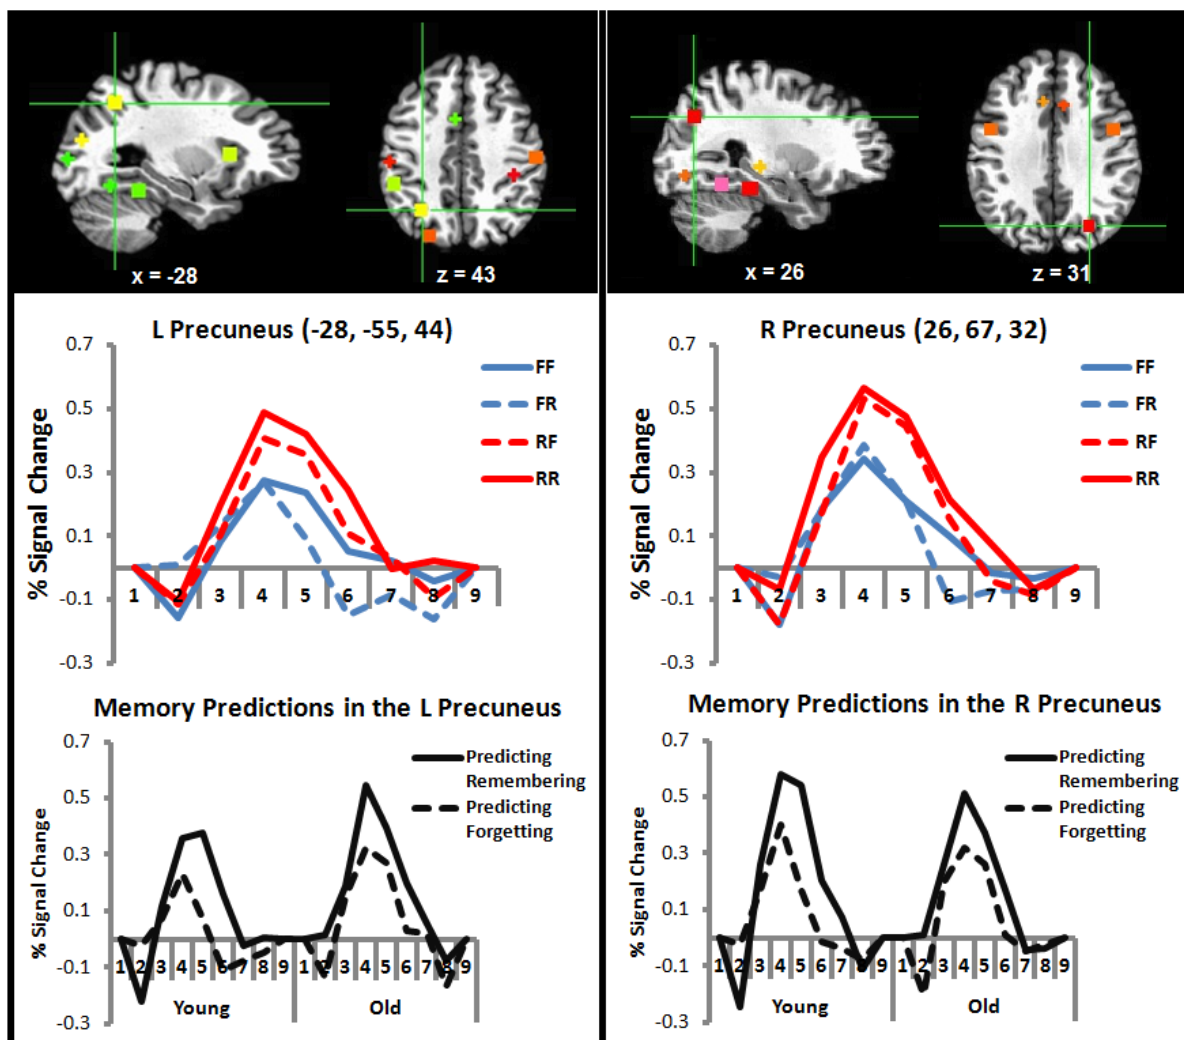 x = -28
z = 43
x = 26
z = 31
L Precuneus (-28, -55, 44)
0.7
0.5
0.3
0.1
-0.1
-0.3
% Signal Change
1 2 3 4 5 6 7 8 9
FF
FR
RF
RR
R Precuneus (26, 67, 32)
0.7
0.5
0.3
0.1
-0.1
-0.3
% Signal Change
1 2 3 4 5 6 7 8 9
FF
FR
RF
RR
Memory Predictions in the L Precuneus
0.7
0.5
0.3
0.1
-0.1
-0.3
% Signal Change
Predicting
Remembering
Predicting
Forgetting
1 2 3 4 5 6 7 8 9 1 2 3 4 5 6 7 8 9
Young Old
Memory Predictions in the R Precuneus
0.7
0.5
0.3
0.1
-0.1
-0.3
% Signal Change
Predicting
Remembering
Predicting
Forgetting
1 2 3 4 5 6 7 8 9 1 2 3 4 5 6 7 8 9
Young Old